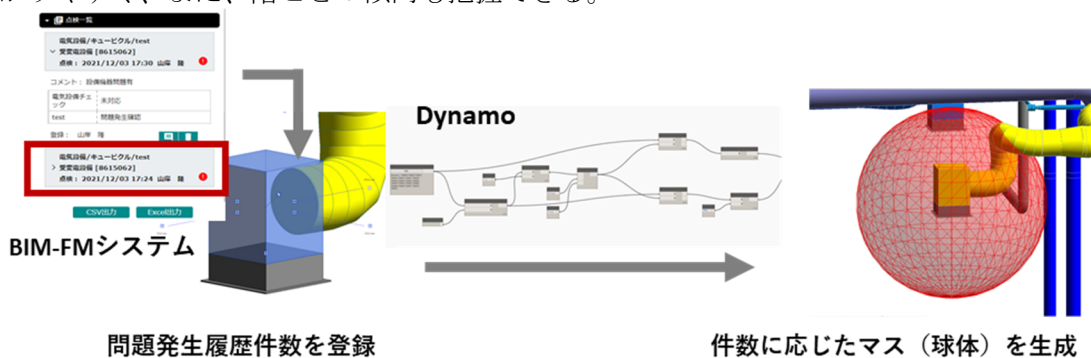 点検一覧
電気設備/キュービクル/test
受変電設備 [8615062]
点検： 2021/12/03 17:30 山岸 隆
コメント： 設備機器問題有
電気設備チェック 未対応
test 問題発生確認
登録： 山岸 隆
電気設備/キュービクル/test
受変電設備 [8615062]
点検： 2021/12/03 17:24 山岸 隆
CSV出力 Excel出力
BIM-FMシステム
Dynamo
問題発生履歴件数を登録
件数に応じたマス（球体）を生成